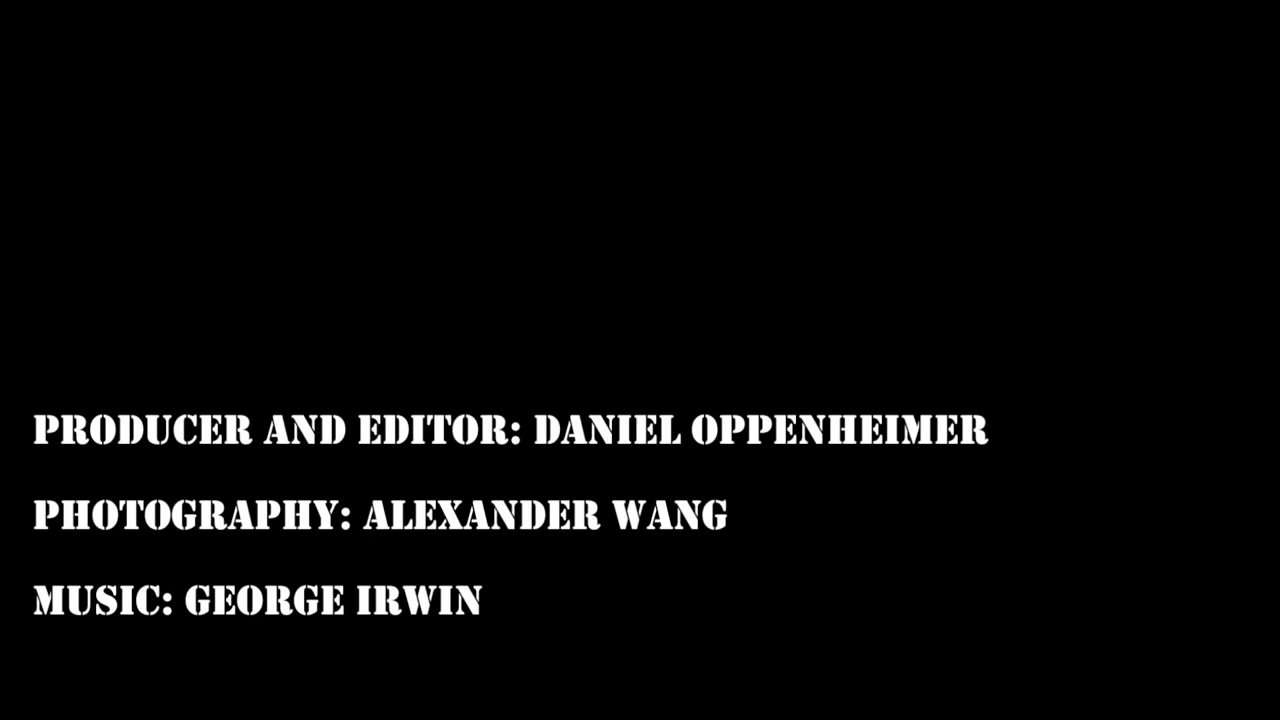 PRODUCER AND EDITOR: DANIEL OPPENHEIMER
PHOTOGRAPHY: ALEXANDER WANG
MUSIC: GEORGE IRWIN